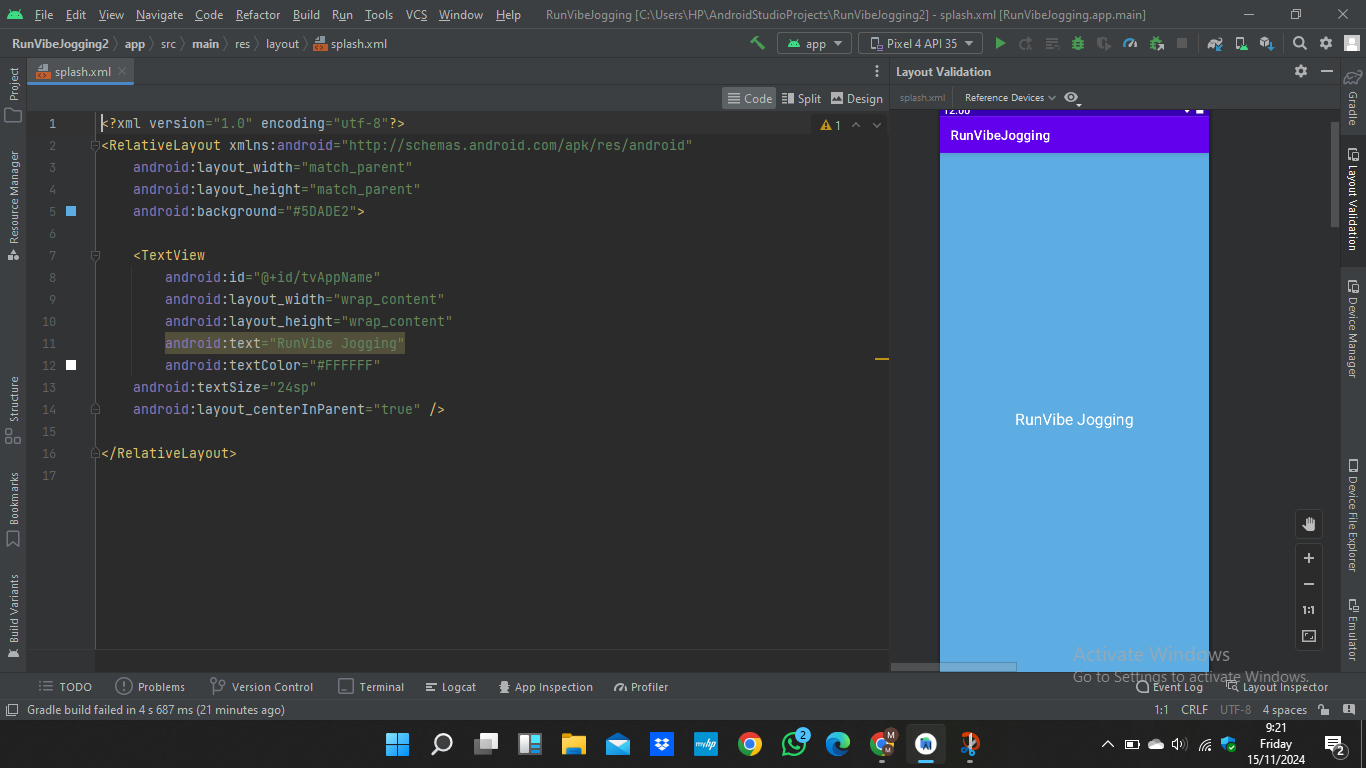 File Edit View Navigate Code Refactor Build Run Tools VCS Window Help RunVibeJogging [C:\Users\HP\AndroidStudioProjects\RunVibeJogging2] - splash.xml [RunVibeJogging.app.main]
RunVibeJogging2 app src main res layout splash.xml app Pixel 4 API 35
splash.xml
Code Split Design
Project
Resource Manager
Structure
Bookmarks
Build Variants
1 <?xml version="1.0" encoding="utf-8"?>
2 <RelativeLayout xmlns:android="http://schemas.android.com/apk/res/android"
3 android:layout_width="match_parent"
4 android:layout_height="match_parent"
5 android:background="#5DADE2">
6
7 <TextView
8 android:id="@+id/tvAppName"
9 android:layout_width="wrap_content"
10 android:layout_height="wrap_content"
11 android:text="RunVibe Jogging"
12 android:textColor="#FFFFFF"
13 android:textSize="24sp"
14 android:layout_centerInParent="true" />
15
16 </RelativeLayout>
17
1
Layout Validation
splash.xml Reference Devices
12:00
RunVibeJogging
RunVibe Jogging
1:1
Gradle
Layout Validation
Device Manager
Device File Explorer
Emulator
Activate Windows
Go to Settings to activate Windows.
TODO Problems Version Control Terminal Logcat App Inspection Profiler Event Log Layout Inspector
Gradle build failed in 4 s 687 ms (21 minutes ago) 1:1 CRLF UTF-8 4 spaces
myhp
2
M
M
9:21
Friday
15/11/2024
2